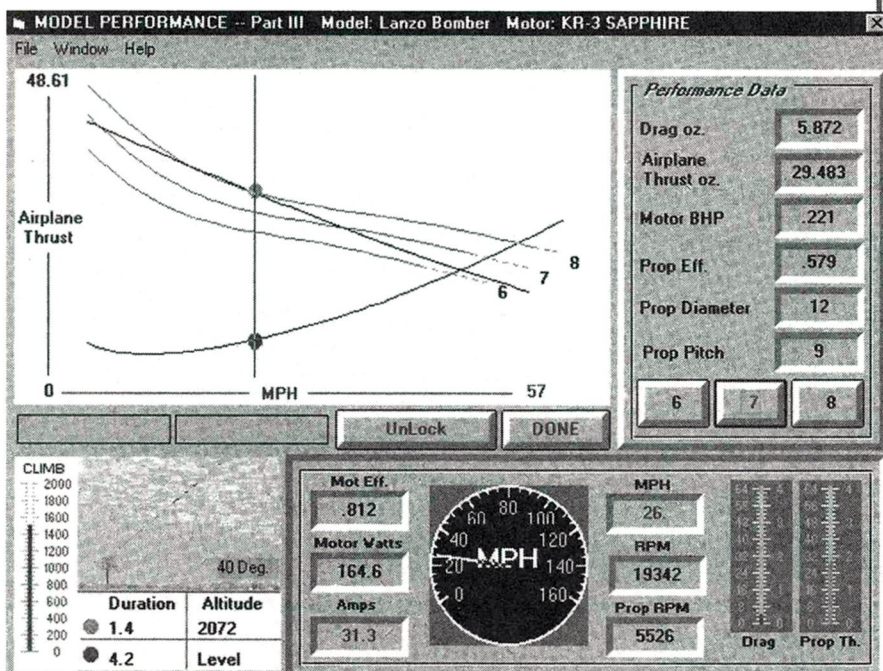 MODEL PERFORMANCE -- Part III Model: Lanzo Bomber Motor: KR-3 SAPPHIRE
File Window Help
48.61
Airplane
Thrust
8
7
6
0 MPH 57
UnLock DONE
Performance Data
Drag oz. 5.872
Airplane
Thrust oz. 29.483
Motor BHP .221
Prop Eff. .579
Prop Diameter 12
Prop Pitch 9
6 7 8
CLIMB
2000
1800
1600
1400
1200
1000
800
600
400
200
0
40 Deg.
Duration Altitude
1.4 2072
4.2 Level
Mot Eff.
.812
Motor Watts
164.6
Amps
31.3
0 20 40 60 80 100 120 140 160
MPH
MPH
26.
RPM
19342
Prop RPM
5526
Drag Prop Th.